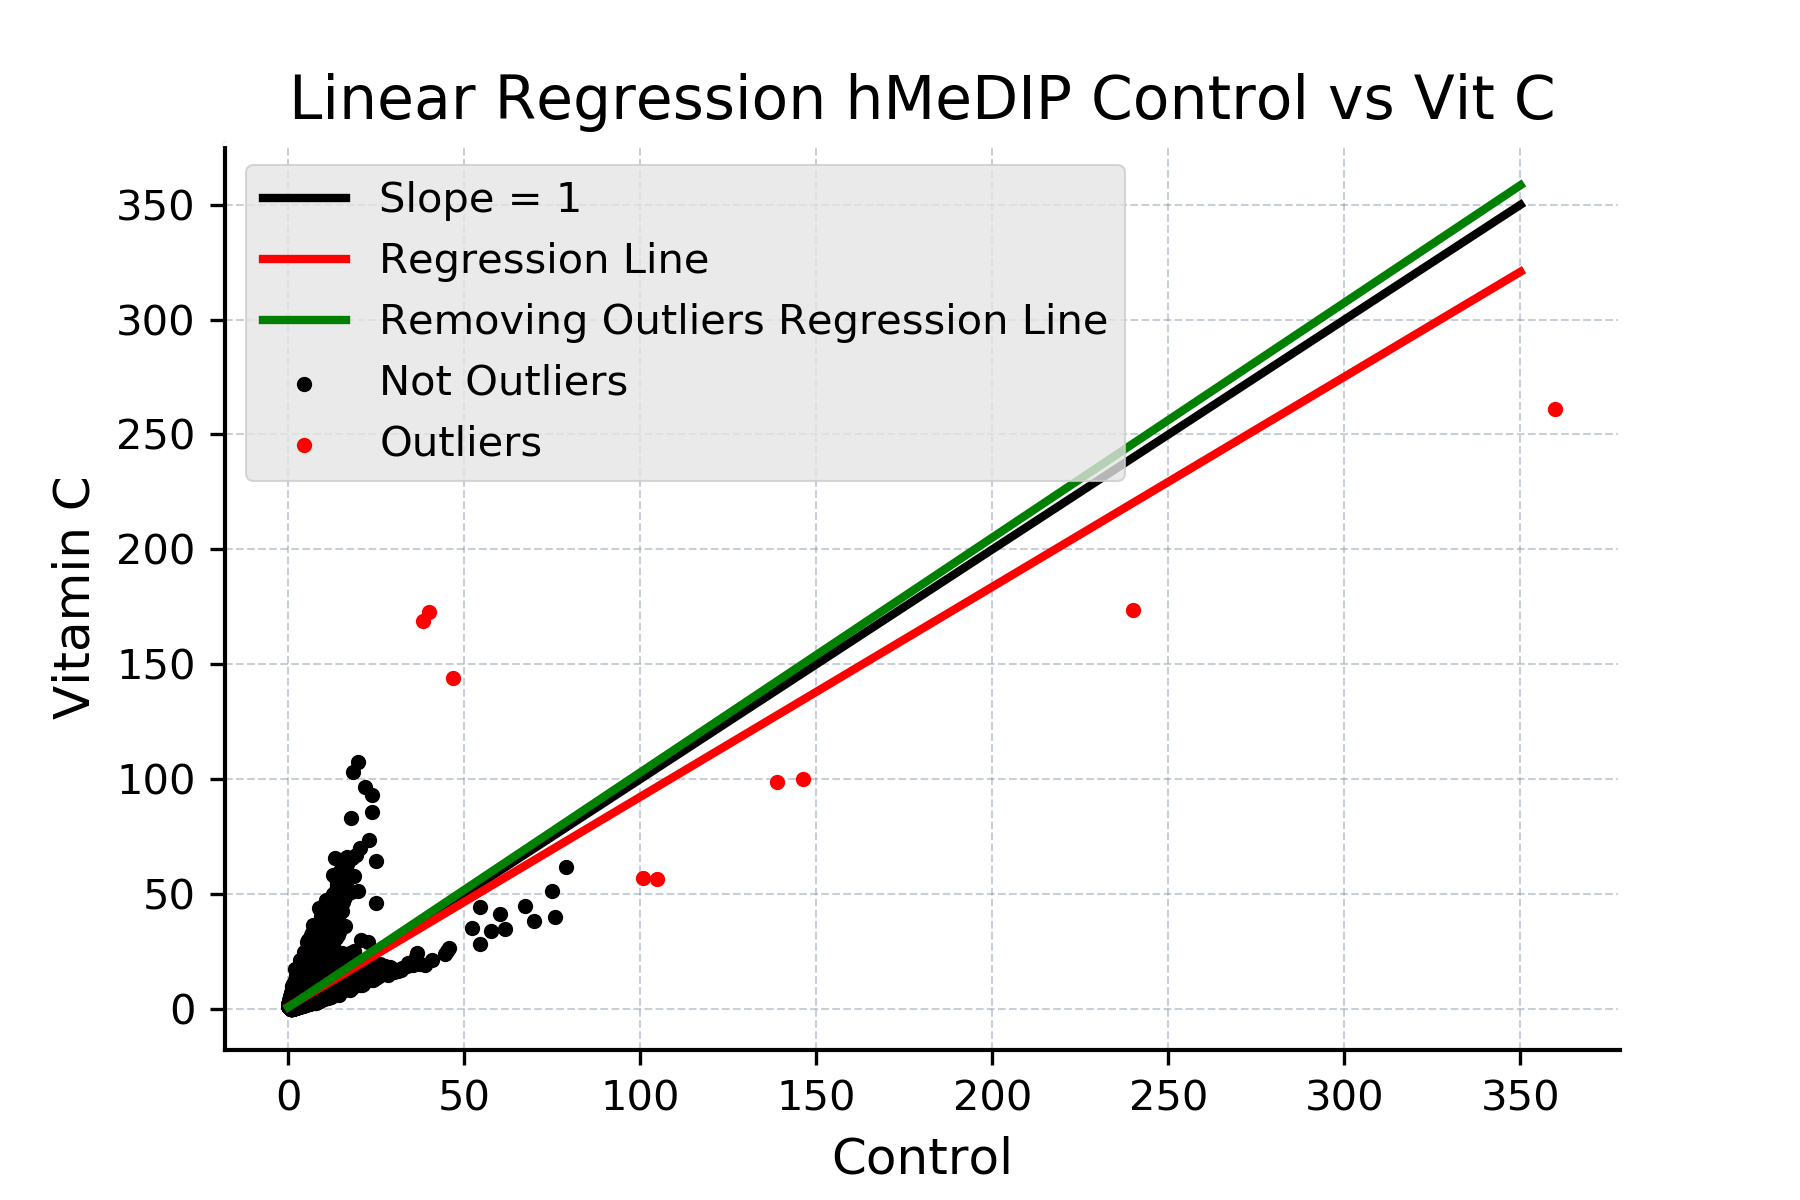 Linear Regression hMeDIP Control vs Vit C
Slope = 1
Regression Line
Removing Outliers Regression Line
Not Outliers
Outliers
Vitamin C
350
300
250
200
150
100
50
0
0 50 100 150 200 250 300 350
Control